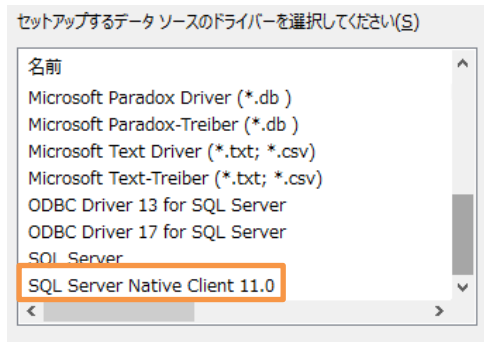 セットアップするデータ ソースのドライバーを選択してください(S)
名前
Microsoft Paradox Driver (*.db )
Microsoft Paradox-Treiber (*.db )
Microsoft Text Driver (*.txt; *.csv)
Microsoft Text-Treiber (*.txt; *.csv)
ODBC Driver 13 for SQL Server
ODBC Driver 17 for SQL Server
SQL Server
SQL Server Native Client 11.0